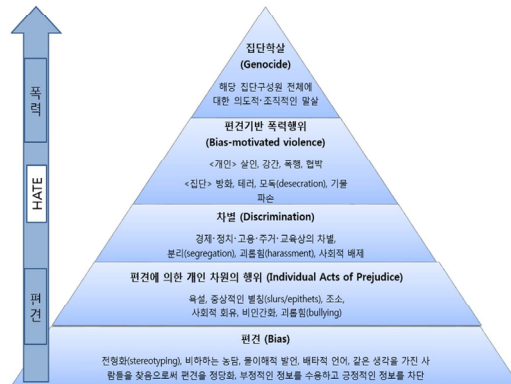 폭력
HATE
편견
집단학살
(Genocide)
해당 집단구성원 전체에
대한 의도적·조직적인 말살
편견기반 폭력행위
(Bias-motivated violence)
<개인> 살인, 강간, 폭행, 협박
<집단> 방화, 테러, 모독(desecration), 기물
파손
차별 (Discrimination)
경제·정치·고용·주거·교육상의 차별,
분리(segregation), 괴롭힘(harassment), 사회적 배제
편견에 의한 개인 차원의 행위 (Individual Acts of Prejudice)
욕설, 중상적인 별칭(slurs/epithets), 조소,
사회적 회유, 비인간화, 괴롭힘(bullying)
편견 (Bias)
전형화(stereotyping), 비하하는 농담, 몰이해적 발언, 배타적 언어, 같은 생각을 가진 사
람들을 찾음으로써 편견을 정당화, 부정적인 정보를 수용하고 긍정적인 정보를 차단